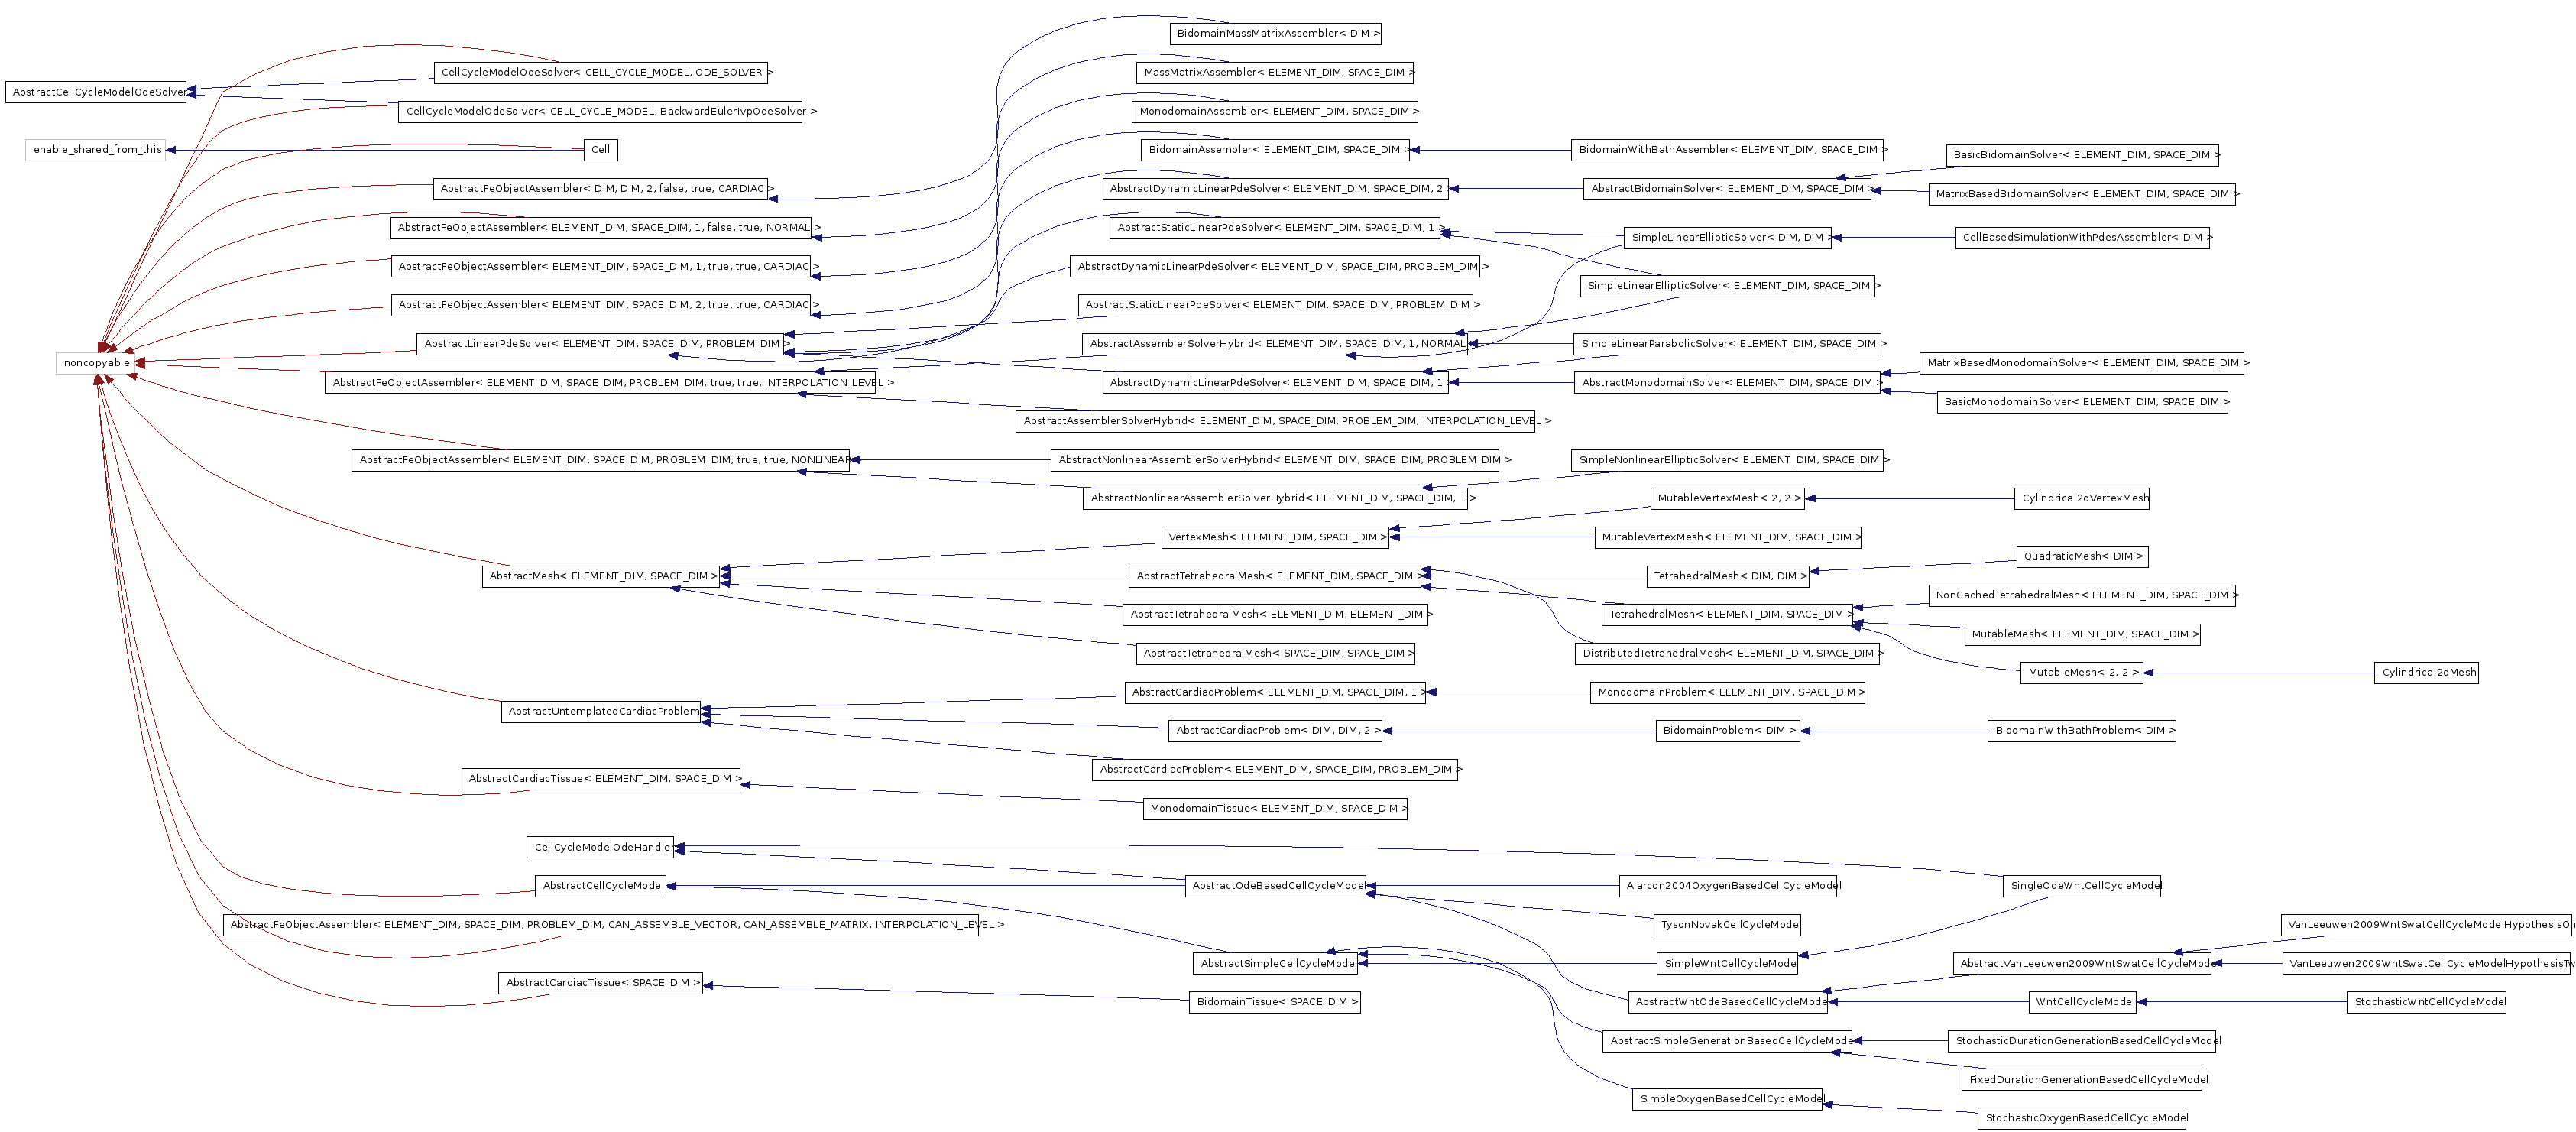 BidomainMassMatrixAssembler< DIM >
CellCycleModelOdeSolver< CELL_CYCLE_MODEL, ODE_SOLVER >
MassMatrixAssembler< ELEMENT_DIM, SPACE_DIM >
AbstractCellCycleModelOdeSolver
CellCycleModelOdeSolver< CELL_CYCLE_MODEL, BackwardEulerIvpOdeSolver >
MonodomainAssembler< ELEMENT_DIM, SPACE_DIM >
enable_shared_from_this
Cell
BidomainAssembler< ELEMENT_DIM, SPACE_DIM >
BidomainWithBathAssembler< ELEMENT_DIM, SPACE_DIM >
BasicBidomainSolver< ELEMENT_DIM, SPACE_DIM >
AbstractFeObjectAssembler< DIM, DIM, 2, false, true, CARDIAC >
AbstractDynamicLinearPdeSolver< ELEMENT_DIM, SPACE_DIM, 2 >
AbstractBidomainSolver< ELEMENT_DIM, SPACE_DIM >
MatrixBasedBidomainSolver< ELEMENT_DIM, SPACE_DIM >
AbstractFeObjectAssembler< ELEMENT_DIM, SPACE_DIM, 1, false, true, NORMAL >
AbstractStaticLinearPdeSolver< ELEMENT_DIM, SPACE_DIM, 1 >
SimpleLinearEllipticSolver< DIM, DIM >
CellBasedSimulationWithPdesAssembler< DIM >
AbstractFeObjectAssembler< ELEMENT_DIM, SPACE_DIM, 1, true, true, CARDIAC >
AbstractDynamicLinearPdeSolver< ELEMENT_DIM, SPACE_DIM, PROBLEM_DIM >
SimpleLinearEllipticSolver< ELEMENT_DIM, SPACE_DIM >
AbstractFeObjectAssembler< ELEMENT_DIM, SPACE_DIM, 2, true, true, CARDIAC >
AbstractStaticLinearPdeSolver< ELEMENT_DIM, SPACE_DIM, PROBLEM_DIM >
AbstractLinearPdeSolver< ELEMENT_DIM, SPACE_DIM, PROBLEM_DIM >
AbstractAssemblerSolverHybrid< ELEMENT_DIM, SPACE_DIM, 1, NORMAL
SimpleLinearParabolicSolver< ELEMENT_DIM, SPACE_DIM >
noncopyable
MatrixBasedMonodomainSolver< ELEMENT_DIM, SPACE_DIM >
AbstractFeObjectAssembler< ELEMENT_DIM, SPACE_DIM, PROBLEM_DIM, true, true, INTERPOLATION_LEVEL >
AbstractDynamicLinearPdeSolver< ELEMENT_DIM, SPACE_DIM, 1 >
AbstractMonodomainSolver< ELEMENT_DIM, SPACE_DIM >
BasicMonodomainSolver< ELEMENT_DIM, SPACE_DIM >
AbstractAssemblerSolverHybrid< ELEMENT_DIM, SPACE_DIM, PROBLEM_DIM, INTERPOLATION_LEVEL >
AbstractFeObjectAssembler< ELEMENT_DIM, SPACE_DIM, PROBLEM_DIM, true, true, NONLINEAR
AbstractNonlinearAssemblerSolverHybrid< ELEMENT_DIM, SPACE_DIM, PROBLEM_DIM >
SimpleNonlinearEllipticSolver< ELEMENT_DIM, SPACE_DIM >
AbstractNonlinearAssemblerSolverHybrid< ELEMENT_DIM, SPACE_DIM, 1 >
MutableVertexMesh< 2, 2 >
Cylindrical2dVertexMesh
VertexMesh< ELEMENT_DIM, SPACE_DIM >
MutableVertexMesh< ELEMENT_DIM, SPACE_DIM >
QuadraticMesh< DIM >
AbstractMesh< ELEMENT_DIM, SPACE_DIM >
AbstractTetrahedralMesh< ELEMENT_DIM, SPACE_DIM >
TetrahedralMesh< DIM, DIM >
NonCachedTetrahedralMesh< ELEMENT_DIM, SPACE_DIM >
AbstractTetrahedralMesh< ELEMENT_DIM, ELEMENT_DIM >
TetrahedralMesh< ELEMENT_DIM, SPACE_DIM >
MutableMesh< ELEMENT_DIM, SPACE_DIM >
AbstractTetrahedralMesh< SPACE_DIM, SPACE_DIM >
DistributedTetrahedralMesh< ELEMENT_DIM, SPACE_DIM >
MutableMesh< 2, 2 >
Cylindrical2dMesh
AbstractCardiacProblem< ELEMENT_DIM, SPACE_DIM, 1 >
MonodomainProblem< ELEMENT_DIM, SPACE_DIM >
AbstractUntemplatedCardiacProblem
AbstractCardiacProblem< DIM, DIM, 2 >
BidomainProblem< DIM >
BidomainWithBathProblem< DIM >
AbstractCardiacProblem< ELEMENT_DIM, SPACE_DIM, PROBLEM_DIM >
AbstractCardiacTissue< ELEMENT_DIM, SPACE_DIM >
MonodomainTissue< ELEMENT_DIM, SPACE_DIM >
CellCycleModelOdeHandler
AbstractCellCycleModel
AbstractOdeBasedCellCycleModel
Alarcon2004OxygenBasedCellCycleModel
SingleOdeWntCellCycleModel
AbstractFeObjectAssembler< ELEMENT_DIM, SPACE_DIM, PROBLEM_DIM, CAN_ASSEMBLE_VECTOR, CAN_ASSEMBLE_MATRIX, INTERPOLATION_LEVEL >
TysonNovakCellCycleModel
VanLeeuwen2009WntSwatCellCycleModelHypothesisOn
AbstractSimpleCellCycleModel
SimpleWntCellCycleMode
AbstractVanLeeuwen2009WntSwatCellCycleMode
VanLeeuwen2009WntSwatCellCycleModelHypothesisTw
AbstractCardiacTissue< SPACE_DIM >
BidomainTissue< SPACE_DIM >
AbstractWntOdeBasedCellCycleModel
WntCellCycleModel
StochasticWntCellCycleModel
AbstractSimpleGenerationBasedCellCycleModel
StochasticDurationGenerationBasedCellCycleModel
FixedDurationGenerationBasedCellCycleModel
SimpleOxygenBasedCellCycleModel
StochasticOxygenBasedCellCycleModel